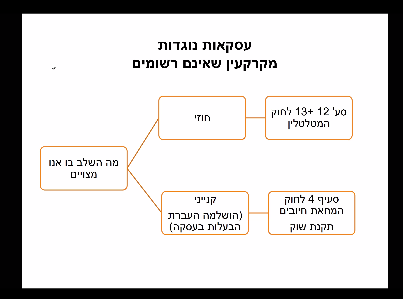 עסקאות נוגדות
מקרקעין שאינם רשומים
סע' 12 +13 לחוק
המטלטלין
חוזי
מה השלב בו אנו
מצויים
קנייני
(הושלמה העברת
הבעלות בעסקה)
סעיף 4 לחוק
המחאת חיובים
תקנת שוק